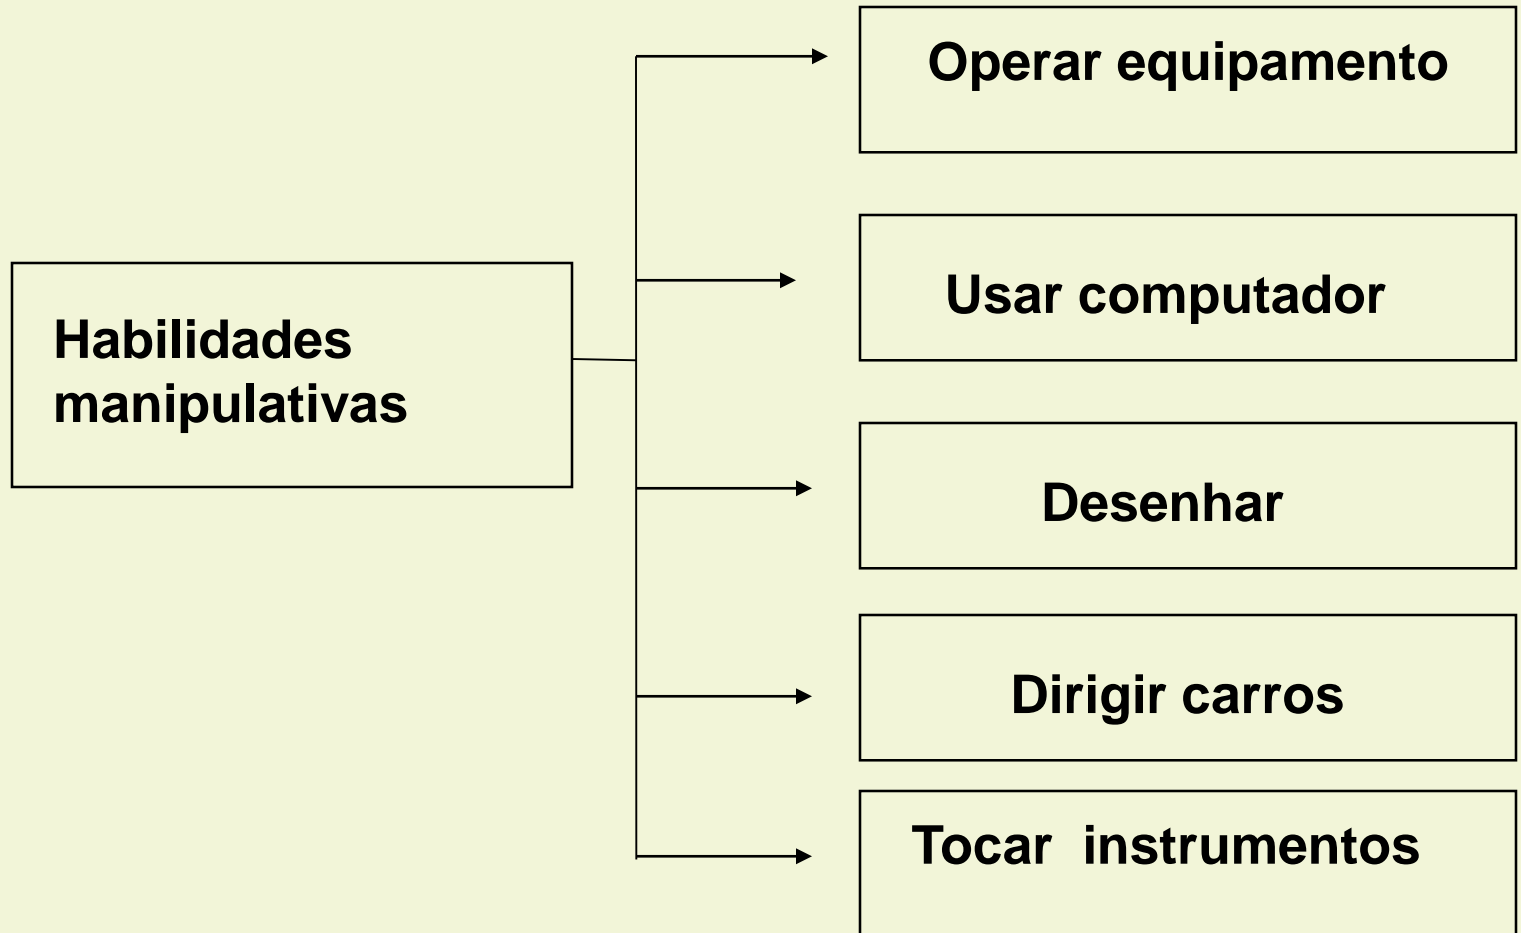 Habilidades
manipulativas
Operar equipamento
Usar computador
Desenhar
Dirigir carros
Tocar instrumentos